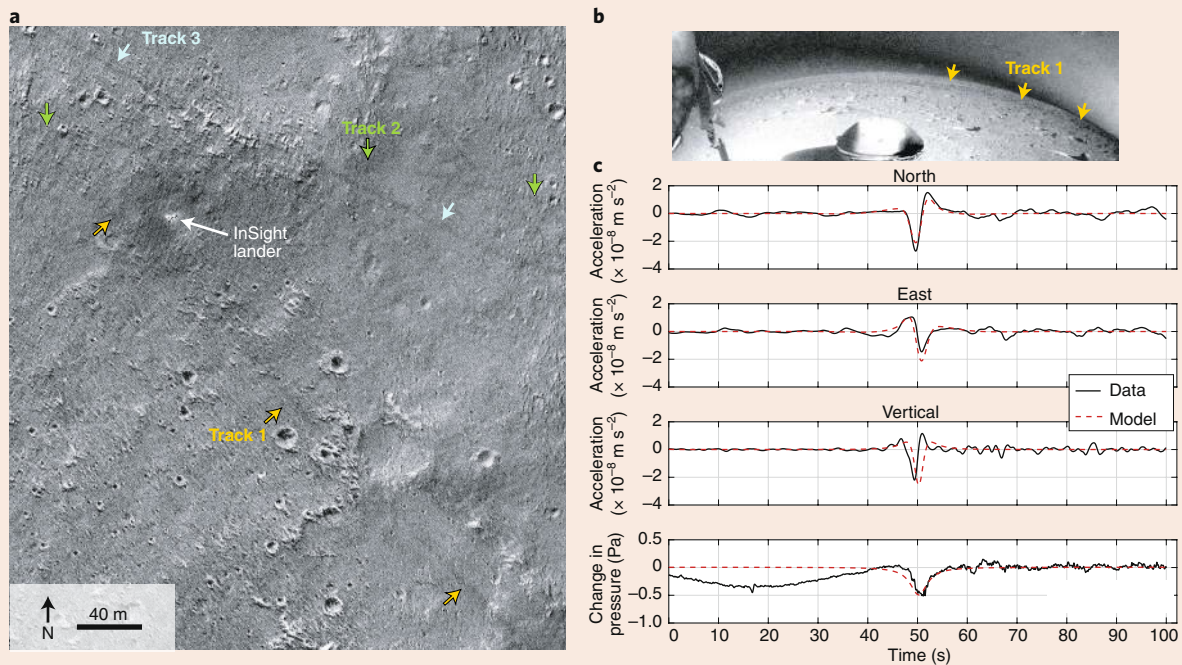 a
Track 3
Track 2
InSight
lander
Track 1
40 m
N
b
Track 1
c
North
Acceleration
(× 10⁻⁸ m s⁻²)
2
0
−2
−4
East
Acceleration
(× 10⁻⁸ m s⁻²)
2
0
−2
−4
Data
Model
Vertical
Acceleration
(× 10⁻⁸ m s⁻²)
2
0
−2
−4
Change in
pressure (Pa)
0.5
0
−0.5
−1.0
0 10 20 30 40 50 60 70 80 90 100
Time (s)